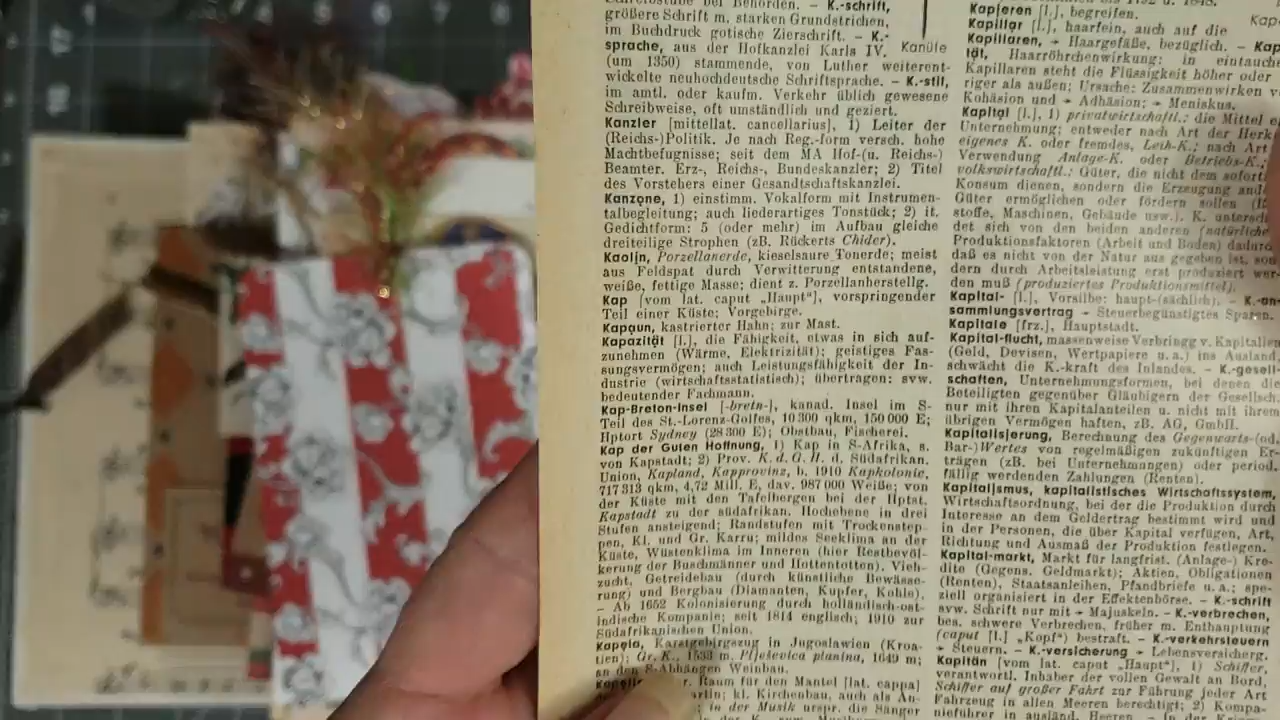 K.-schrift,
größere Schrift m. starken Grundstrichen,
im Buchdruck gotische Zierschrift. – K.-
sprache, aus der Hofkanzlei Karls IV.
(um 1350) stammende, von Luther weiterent-
wickelte neuhochdeutsche Schriftsprache. – K.-stil,
im amtl. oder kaufm. Verkehr üblich gewesene
Schreibweise, oft umständlich und geziert.
Kanüle
Kanzler [mittellat. cancellarius], 1) Leiter der
(Reichs-)Politik. Je nach Reg.-form versch. hohe
Machtbefugnisse; seit dem MA Hof-(u. Reichs-)
Beamter. Erz-, Reichs-, Bundeskanzler; 2) Titel
des Vorstehers einer Gesandtschaftskanzlei.
Kanzone, 1) einstimm. Vokalform mit Instrumen-
talbegleitung; auch liederartiges Tonstück; 2) it.
Gedichtform: 5 (oder mehr) im Aufbau gleiche
dreiteilige Strophen (zB. Rückerts Chider).
Kaolin, Porzellanerde, kieselsaure Tonerde; meist
aus Feldspat durch Verwitterung entstandene,
weiße, fettige Masse; dient z. Porzellanherstellg.
Kap [vom lat. caput „Haupt"], vorspringender
Teil einer Küste; Vorgebirge.
Kapaun, kastrierter Hahn; zur Mast.
Kapazität [l.], die Fähigkeit, etwas in sich auf-
zunehmen (Wärme, Elektrizität); geistiges Fas-
sungsvermögen; auch Leistungsfähigkeit der In-
dustrie (wirtschaftsstatistisch); übertragen: svw.
bedeutender Fachmann.
Kap-Breton-Insel [-bretn-], kanad. Insel im S-
Teil des St.-Lorenz-Golfes, 10300 qkm, 150000 E;
Hptort Sydney (28300 E); Obstbau, Fischerei.
Kap der Guten Hoffnung, 1) Kap in S-Afrika, s.
von Kapstadt; 2) Prov. K. d. G. H. d. Südafrikan.
Union, Kapland, Kapprovinz, b. 1910 Kapkolonie,
717313 qkm, 4,72 Mill. E, dav. 987000 Weiße; von
der Küste mit den Tafelbergen bei der Hptst.
Kapstadt zu der südafrikan. Hochebene in drei
Stufen ansteigend; Randstufen mit Trockenstep-
pen, Kl. und Gr. Karru; mildes Seeklima an der
Küste, Wüstenklima im Inneren (hier Restbevöl-
kerung der Buschmänner und Hottentotten). Vieh-
zucht, Getreidebau (durch künstliche Bewässe-
rung) und Bergbau (Diamanten, Kupfer, Kohle).
– Ab 1652 Kolonisierung durch holländisch-ost-
indische Kompanie; seit 1814 englisch; 1910 zur
Südafrikanischen Union.
Kapela, Karstgebirgszug in Jugoslawien (Kroa-
tien); Gr. K., 1533 m, Plješevica planina, 1649 m;
an den S-Abhängen Weinbau.
Raum für den Mantel [lat. cappa]
kl. Kirchenbau, auch als An-
in der Musik urspr. die Sänger
Kapieren [l.], begreifen.
Kapillar [l.], haarfein, auch auf die
Kapillaren, → Haargefäße, bezüglich. –
tät, Haarröhrchenwirkung: in
Kapillaren steht die Flüssigkeit höher oder
riger als außen; Ursache: Zusammenwirken
Kohäsion und → Adhäsion; → Meniskus.
Kapital [l.], 1) privatwirtschaftl.: die Mittel
Unternehmung; entweder nach Art der
eigenes K. oder fremdes, Leih-K.; nach Art
Verwendung Anlage-K. oder Betriebs-K.;
volkswirtschaftl.: Güter, die nicht dem sofort.
Konsum dienen, sondern die Erzeugung
Güter ermöglichen oder fördern sollen
stoffe, Maschinen, Gebäude usw.). K.
det sich von den beiden anderen (natürliche
Produktionsfaktoren (Arbeit und Boden)
daß es nicht von der Natur aus gegeben ist, son
dern durch Arbeitsleistung erst produziert wer-
den muß (produziertes Produktionsmittel).
Kapital- [l.], Vorsilbe: haupt-(sächlich). – K.-an-
sammlungsvertrag → Steuerbegünstigtes Sparen.
Kapitale [frz.], Hauptstadt.
Kapital-flucht, massenweise Verbringg v. Kapitalien
(Geld, Devisen, Wertpapiere u. a.) ins Ausland,
schwächt die K.-kraft des Inlandes. – K.-gesell-
schaften, Unternehmungsformen, bei denen die
Beteiligten gegenüber Gläubigern der Gesellsch.
nur mit ihren Kapitalanteilen u. nicht mit ihrem
übrigen Vermögen haften, zB. AG, GmbH.
Kapitalisierung, Berechnung des Gegenwarts-(od.
Bar-)Wertes von regelmäßigen zukünftigen Er-
trägen (zB. bei Unternehmungen) oder period.
fällig werdenden Zahlungen (Renten).
Kapitalismus, kapitalistisches Wirtschaftssystem,
Wirtschaftsordnung, bei der die Produktion durch
Interesse an dem Geldertrag bestimmt wird und
in der Personen, die über Kapital verfügen, Art,
Richtung und Ausmaß der Produktion festlegen.
Kapital-markt, Markt für langfrist. (Anlage-) Kre-
dite (Gegens. Geldmarkt); Aktien, Obligationen
(Renten), Staatsanleihen, Pfandbriefe u. a.; spe-
ziell organisiert in der Effektenbörse. – K.-schrift
svw. Schrift nur mit → Majuskeln. – K.-verbrechen,
bes. schwere Verbrechen, früher m. Enthauptung
(caput [l.] „Kopf") bestraft. – K.-verkehrsteuern
→ Steuern. – K.-versicherung → Lebensversicherg.
Kapitän [vom lat. caput „Haupt"], 1) Schiffer,
verantwortl. Inhaber der vollen Gewalt an Bord,
Schiffer auf großer Fahrt zur Führung jeder Art
Schiffe in allen Meeren berechtigt; 2) Kompa-
nieführer in ausländ. Heeren